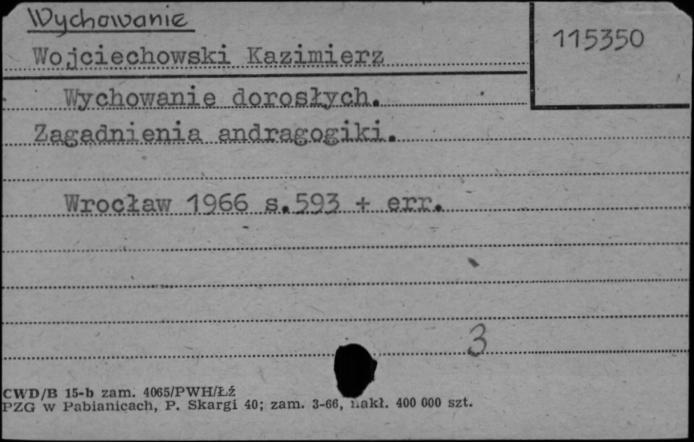 Wychowanie
115350
Wojciechowski Kazimierz
Wychowanie dorosłych.
Zagadnienia andragogiki.
Wrocław 1966 s.593 + err.
3
CWD/B 15-b zam. 4065/PWH/Łź
PZG w Pabianicach, P. Skargi 40; zam. 3-66, nakł. 400 000 szt.